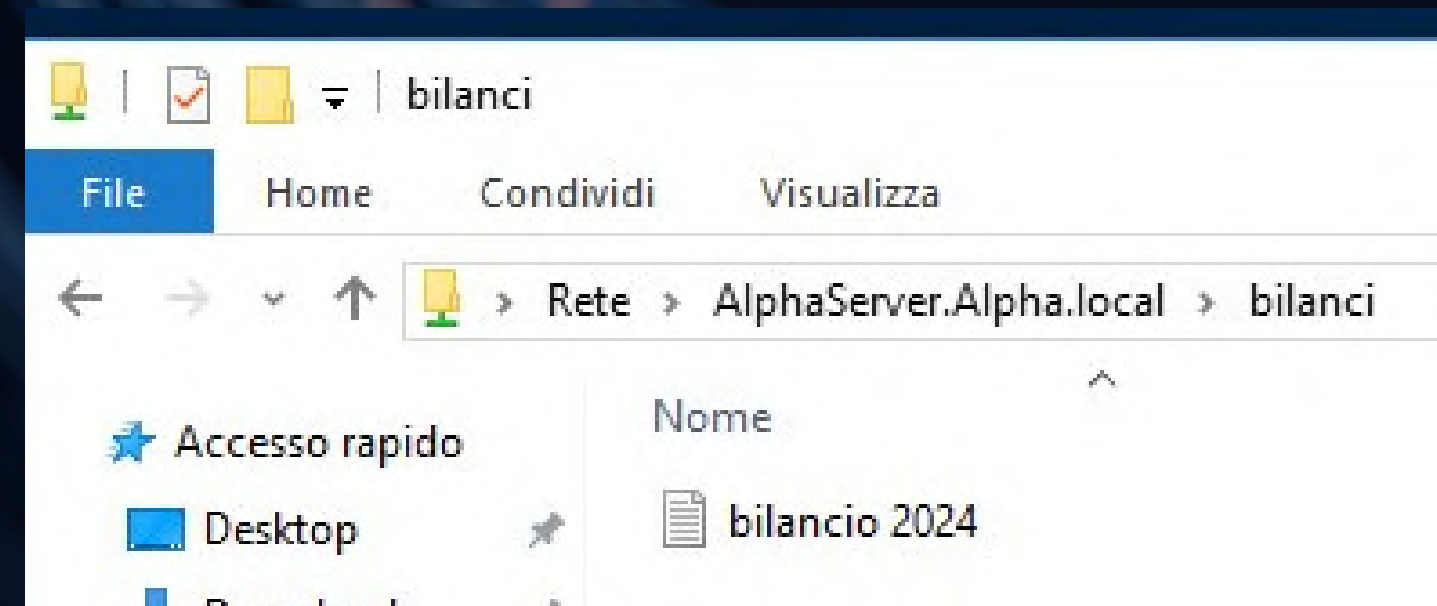 bilanci
File Home Condividi Visualizza
Rete > AlphaServer.Alpha.local > bilanci
Nome
Accesso rapido
bilancio 2024
Desktop